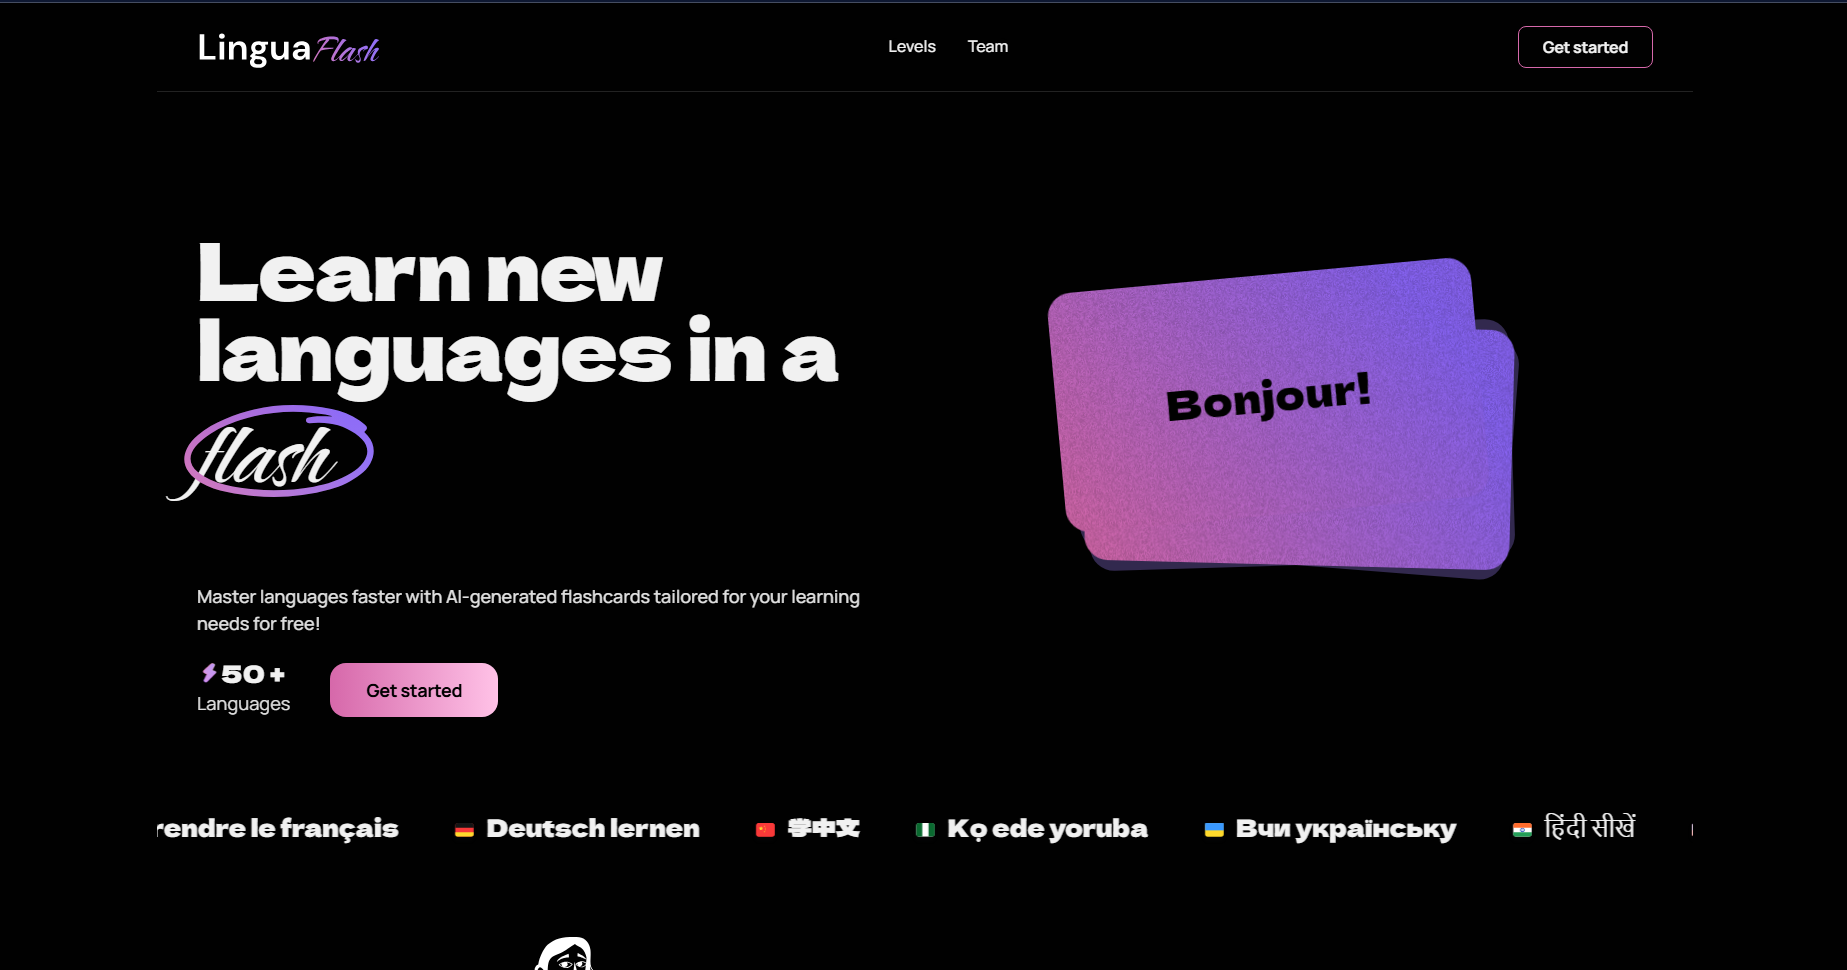 LinguaFlash
Levels
Team
Get started
Learn new
languages in a
flash
Bonjour!
Master languages faster with AI-generated flashcards tailored for your learning
needs for free!
50 +
Languages
Get started
rendre le français
Deutsch lernen
学中文
Kọ ede yoruba
Вчи українську
हिंदी सीखें